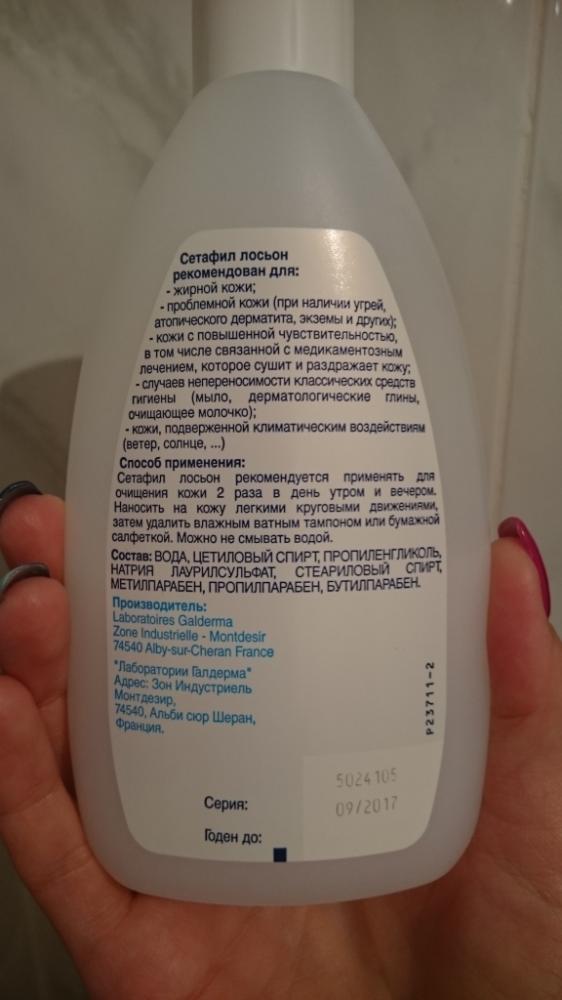 Сетафил лосьон
рекомендован для:
- жирной кожи;
- проблемной кожи (при наличии угрей,
атопического дерматита, экземы и других);
- кожи с повышенной чувствительностью,
в том числе связанной с медикаментозным
лечением, которое сушит и раздражает кожу;
- случаев непереносимости классических средств
гигиены (мыло, дерматологические глины,
очищающее молочко);
- кожи, подверженной климатическим воздействиям
(ветер, солнце, ...)
Способ применения:
Сетафил лосьон рекомендуется применять для
очищения кожи 2 раза в день утром и вечером.
Наносить на кожу легкими круговыми движениями,
затем удалить влажным ватным тампоном или бумажной
салфеткой. Можно не смывать водой.
Состав: ВОДА, ЦЕТИЛОВЫЙ СПИРТ, ПРОПИЛЕНГЛИКОЛЬ,
НАТРИЯ ЛАУРИЛСУЛЬФАТ, СТЕАРИЛОВЫЙ СПИРТ,
МЕТИЛПАРАБЕН, ПРОПИЛПАРАБЕН, БУТИЛПАРАБЕН.
Производитель:
Laboratoires Galderma
Zone Industrielle - Montdesir
74540 Alby-sur-Cheran France
"Лаборатории Галдерма"
Адрес: Зон Индустриель
Монтдезир,
74540, Альби сюр Шеран,
Франция.
P23711-2
Серия: 5024105
Годен до: 09/2017